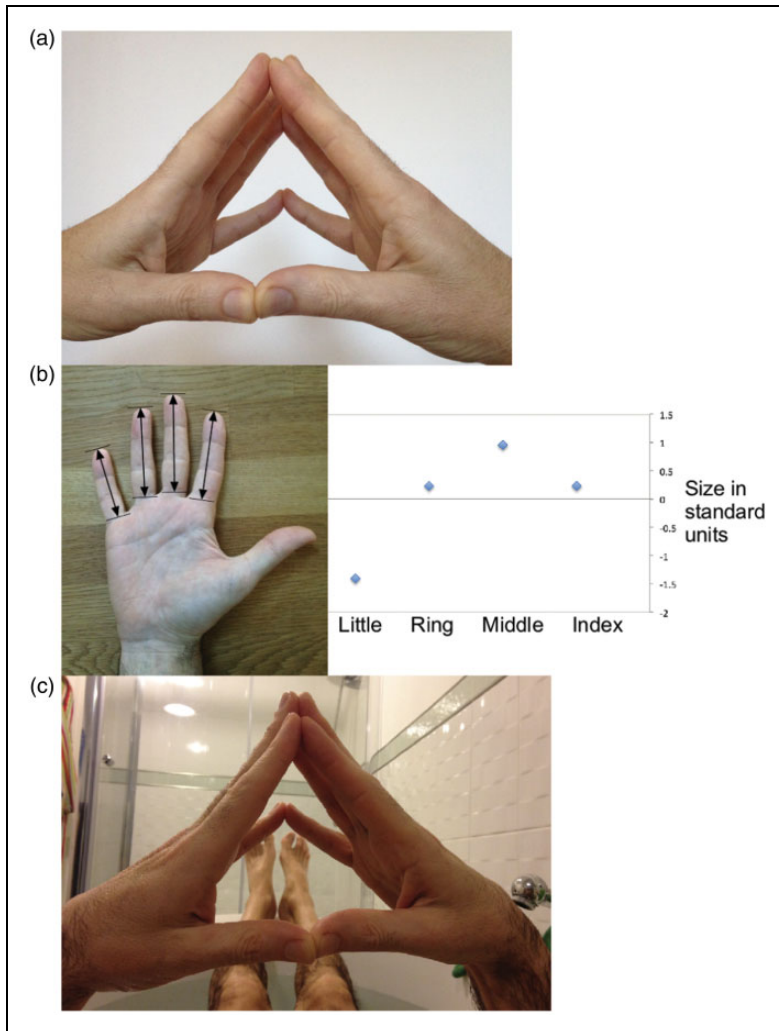 (a)
(b)
1.5
1
0.5
0
-0.5
-1
-1.5
-2
Size in
standard
units
Little Ring Middle Index
(c)